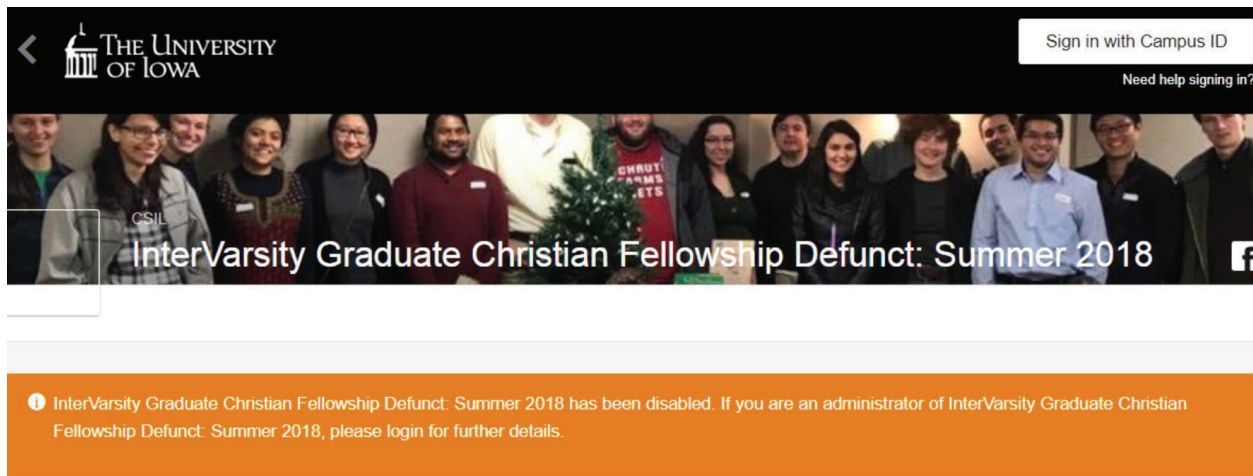 THE UNIVERSITY
OF IOWA
Sign in with Campus ID
Need help signing in?
CSIL
InterVarsity Graduate Christian Fellowship Defunct: Summer 2018
InterVarsity Graduate Christian Fellowship Defunct: Summer 2018 has been disabled. If you are an administrator of InterVarsity Graduate Christian
Fellowship Defunct: Summer 2018, please login for further details.